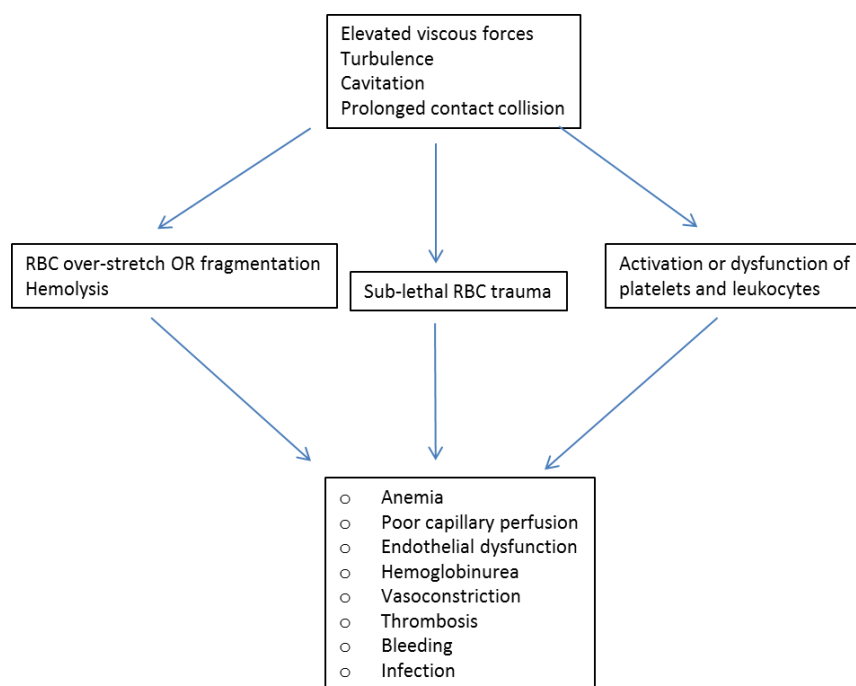 Elevated viscous forces
Turbulence
Cavitation
Prolonged contact collision
RBC over-stretch OR fragmentation
Hemolysis
Sub-lethal RBC trauma
Activation or dysfunction of
platelets and leukocytes
o Anemia
o Poor capillary perfusion
o Endothelial dysfunction
o Hemoglobinurea
o Vasoconstriction
o Thrombosis
o Bleeding
o Infection